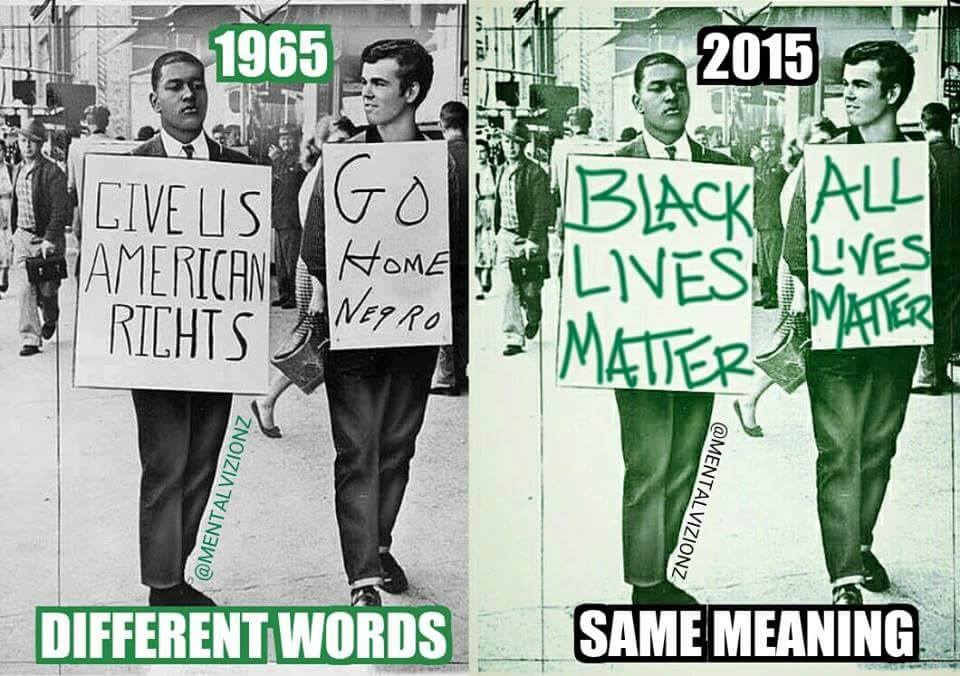 1965
GIVE US
AMERICAN
RIGHTS
GO
HOME
NEGRO
@MENTALVIZIONZ
DIFFERENT WORDS
2015
BLACK
LIVES
MATTER
ALL
LIVES
MATTER
@MENTALVIZIONZ
SAME MEANING